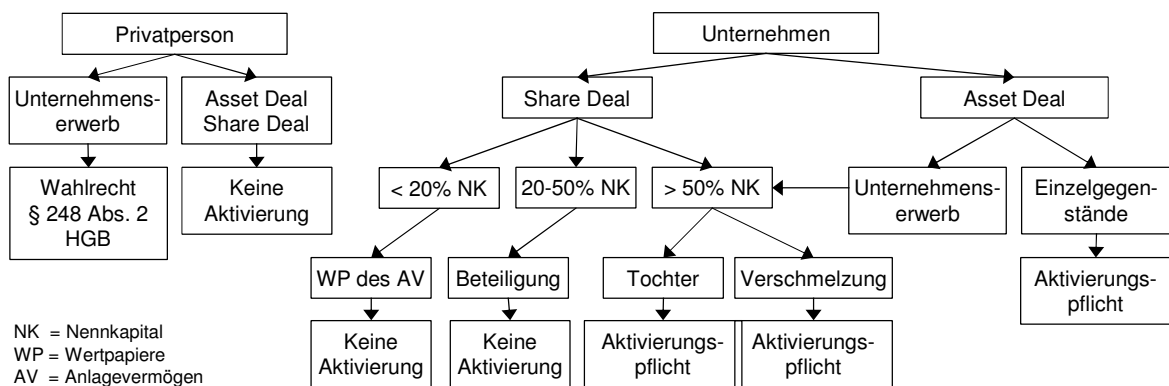 Privatperson
Unternehmens-
erwerb
Asset Deal
Share Deal
Wahlrecht
§ 248 Abs. 2
HGB
Keine
Aktivierung
Unternehmen
Share Deal
Asset Deal
< 20% NK
20-50% NK
> 50% NK
Unternehmens-
erwerb
Einzelgegen-
stände
WP des AV
Beteiligung
Tochter
Verschmelzung
Aktivierungs-
pflicht
Keine
Aktivierung
Keine
Aktivierung
Aktivierungs-
pflicht
Aktivierungs-
pflicht
NK = Nennkapital
WP = Wertpapiere
AV = Anlagevermögen